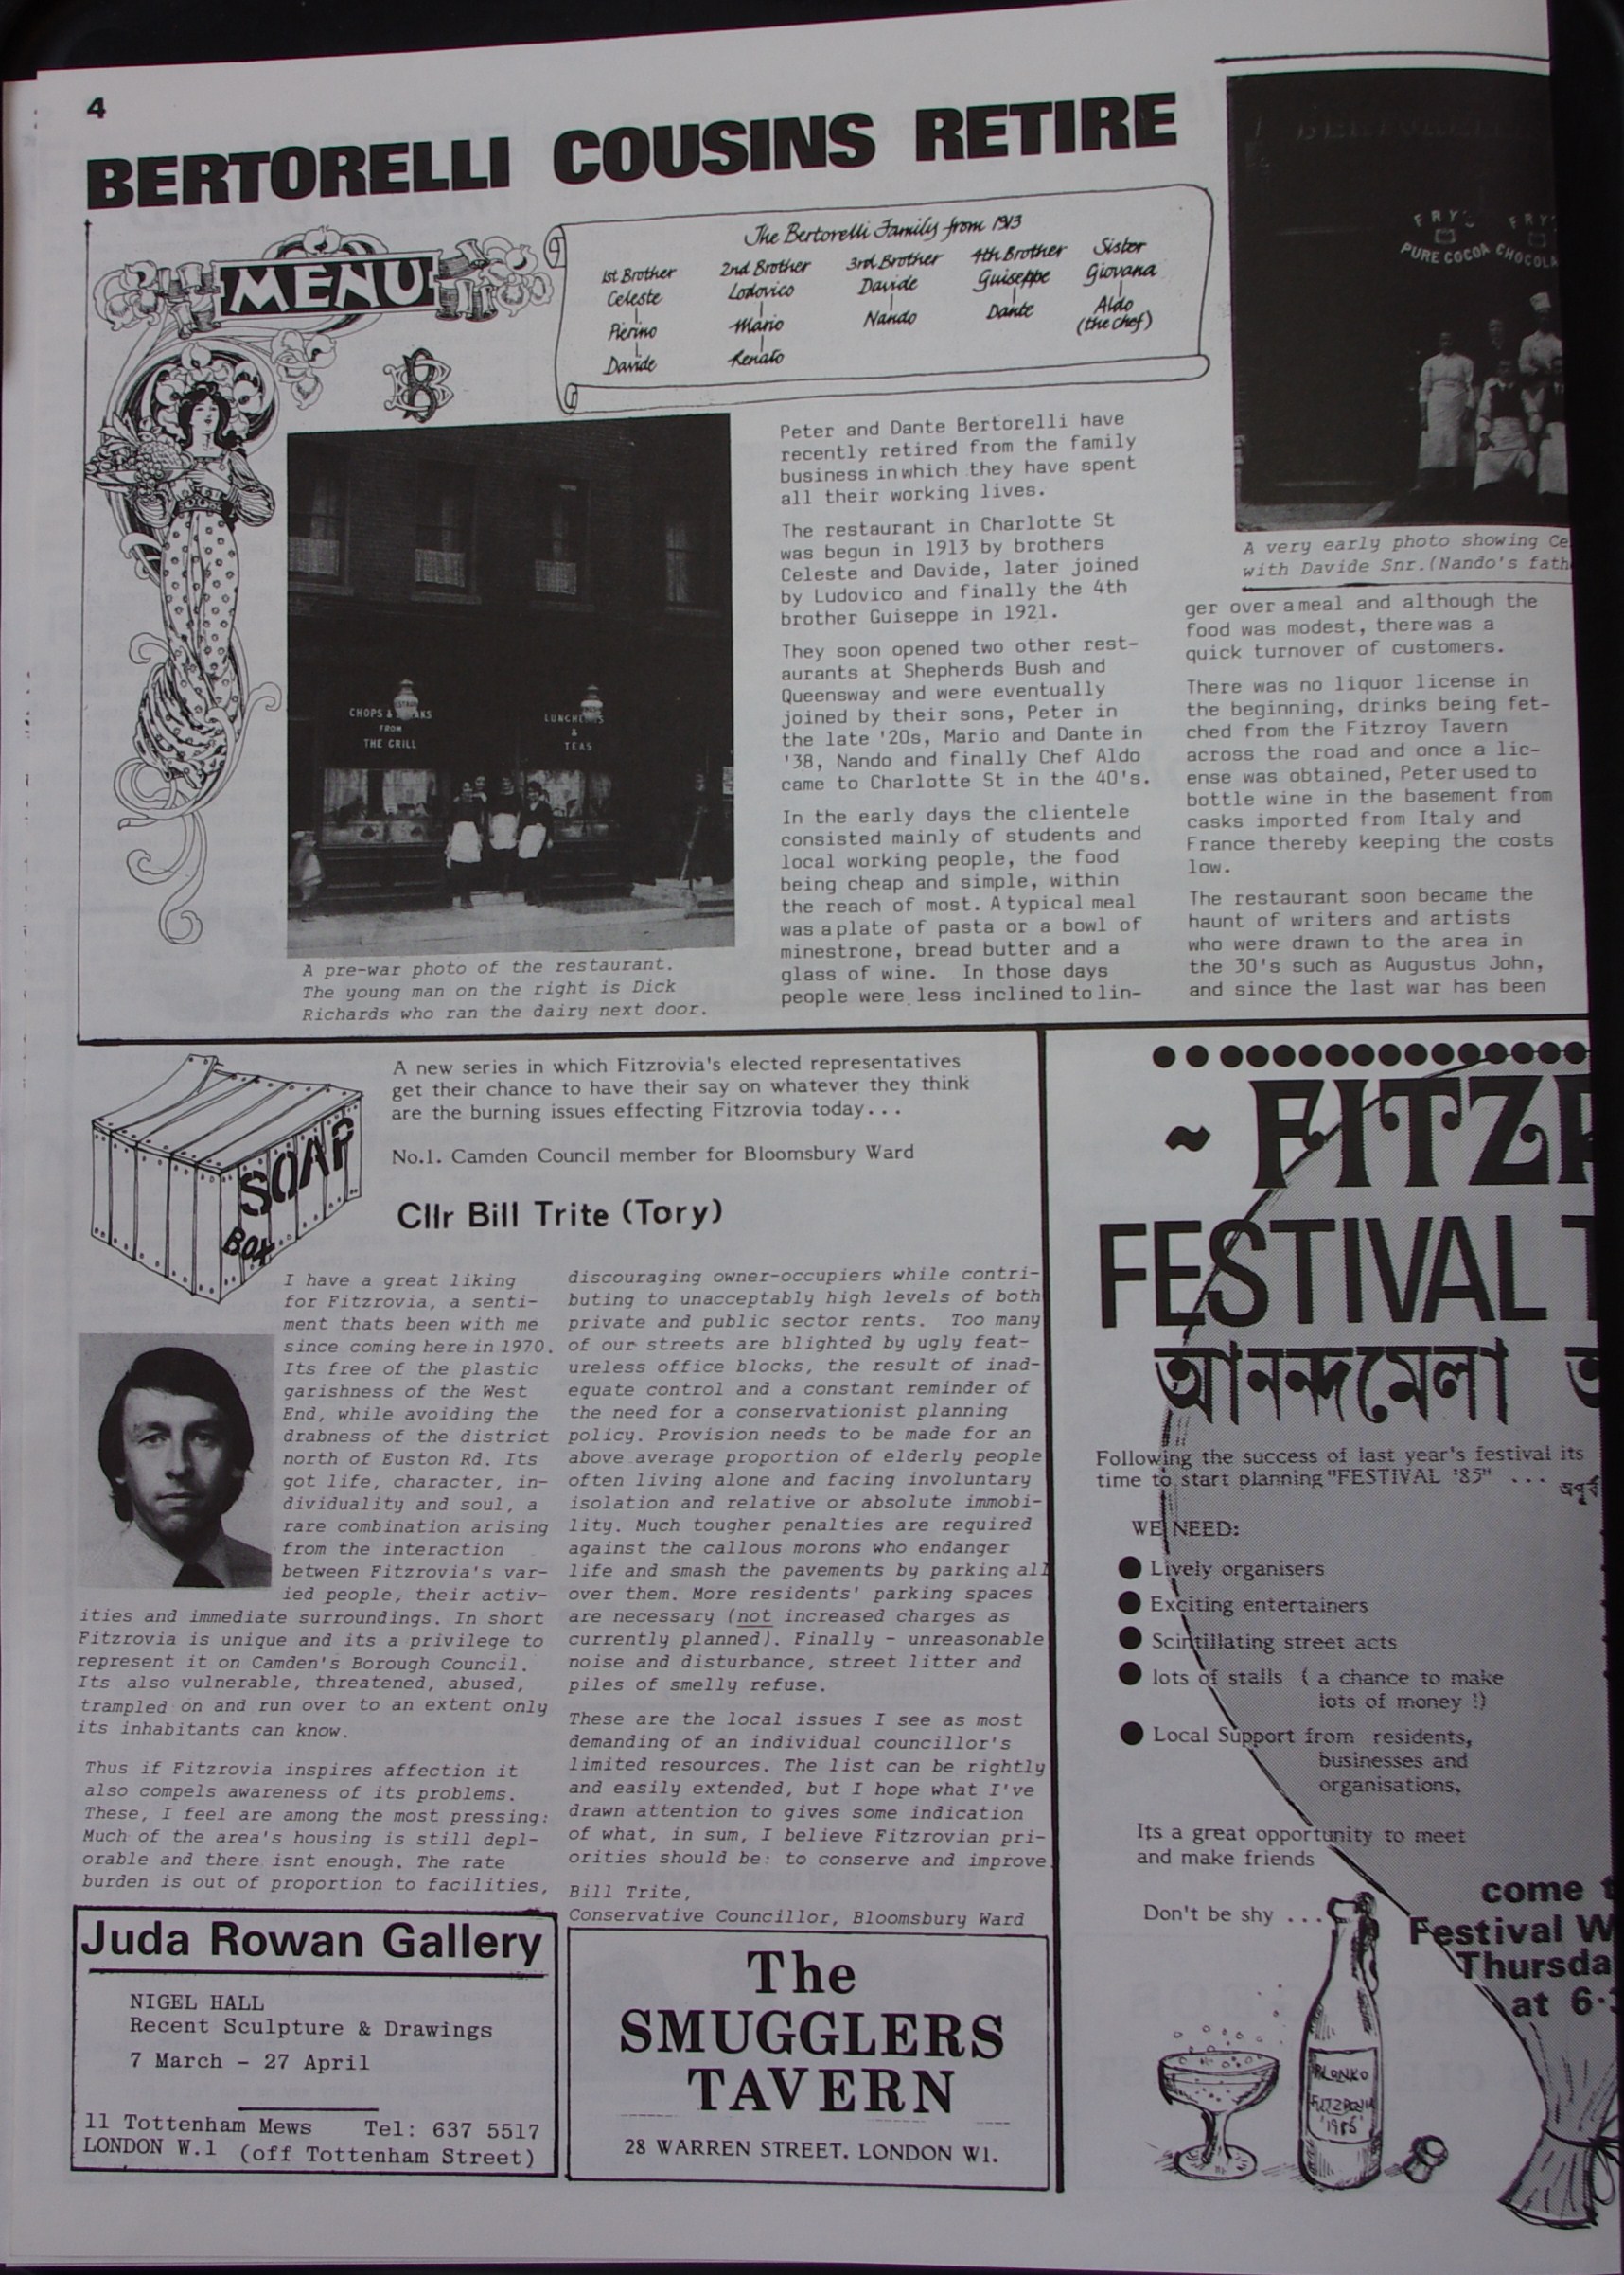 4
BERTORELLI COUSINS RETIRE
MENU
The Bertorelli Family from 1913
1st Brother
Celeste
Pierino
Davide
2nd Brother
Lodovico
Mario
Renato
3rd Brother
Davide
Nando
4th Brother
Guiseppe
Dante
Sister
Giovana
Aldo
(the chef)
CHOPS &
FROM
THE GRILL
LUNCHEONS
&
TEAS
A pre-war photo of the restaurant.
The young man on the right is Dick
Richards who ran the dairy next door.
Peter and Dante Bertorelli have
recently retired from the family
business in which they have spent
all their working lives.
The restaurant in Charlotte St
was begun in 1913 by brothers
Celeste and Davide, later joined
by Ludovico and finally the 4th
brother Guiseppe in 1921.
They soon opened two other rest-
aurants at Shepherds Bush and
Queensway and were eventually
joined by their sons, Peter in
the late '20s, Mario and Dante in
'38, Nando and finally Chef Aldo
came to Charlotte St in the 40's.
In the early days the clientele
consisted mainly of students and
local working people, the food
being cheap and simple, within
the reach of most. A typical meal
was a plate of pasta or a bowl of
minestrone, bread butter and a
glass of wine. In those days
people were less inclined to lin-
FRY'S FRY'
PURE COCOA CHOCOLA
A very early photo showing Ce
with Davide Snr.(Nando's fath
ger over a meal and although the
food was modest, there was a
quick turnover of customers.
There was no liquor license in
the beginning, drinks being fet-
ched from the Fitzroy Tavern
across the road and once a lic-
ense was obtained, Peter used to
bottle wine in the basement from
casks imported from Italy and
France thereby keeping the costs
low.
The restaurant soon became the
haunt of writers and artists
who were drawn to the area in
the 30's such as Augustus John,
and since the last war has been
SOAP
BOX
A new series in which Fitzrovia's elected representatives
get their chance to have their say on whatever they think
are the burning issues effecting Fitzrovia today...
No.1. Camden Council member for Bloomsbury Ward
Cllr Bill Trite (Tory)
I have a great liking
for Fitzrovia, a senti-
ment thats been with me
since coming here in 1970.
Its free of the plastic
garishness of the West
End, while avoiding the
drabness of the district
north of Euston Rd. Its
got life, character, in-
dividuality and soul, a
rare combination arising
from the interaction
between Fitzrovia's var-
ied people, their activ-
ities and immediate surroundings. In short
Fitzrovia is unique and its a privilege to
represent it on Camden's Borough Council.
Its also vulnerable, threatened, abused,
trampled on and run over to an extent only
its inhabitants can know.
Thus if Fitzrovia inspires affection it
also compels awareness of its problems.
These, I feel are among the most pressing:
Much of the area's housing is still depl-
orable and there isnt enough. The rate
burden is out of proportion to facilities,
discouraging owner-occupiers while contri-
buting to unacceptably high levels of both
private and public sector rents. Too many
of our streets are blighted by ugly feat-
ureless office blocks, the result of inad-
equate control and a constant reminder of
the need for a conservationist planning
policy. Provision needs to be made for an
above average proportion of elderly people
often living alone and facing involuntary
isolation and relative or absolute immobi-
lity. Much tougher penalties are required
against the callous morons who endanger
life and smash the pavements by parking all
over them. More residents' parking spaces
are necessary (not increased charges as
currently planned). Finally - unreasonable
noise and disturbance, street litter and
piles of smelly refuse.
These are the local issues I see as most
demanding of an individual councillor's
limited resources. The list can be rightly
and easily extended, but I hope what I've
drawn attention to gives some indication
of what, in sum, I believe Fitzrovian pri-
orities should be: to conserve and improve.
Bill Trite,
Conservative Councillor, Bloomsbury Ward
Juda Rowan Gallery
NIGEL HALL
Recent Sculpture & Drawings
7 March - 27 April
11 Tottenham Mews Tel: 637 5517
LONDON W.1 (off Tottenham Street)
The
SMUGGLERS
TAVERN
28 WARREN STREET. LONDON W1.
~ FITZR
FESTIVAL
আনন্দমেলা
Following the success of last year's festival its
time to start planning "FESTIVAL '85" ...
WE NEED:
● Lively organisers
● Exciting entertainers
● Scintillating street acts
● lots of stalls ( a chance to make
lots of money !)
● Local Support from residents,
businesses and
organisations,
Its a great opportunity to meet
and make friends
Don't be shy ...
come t
Festival W
Thursda
at 6·
BLONKO
FITZROVIA
'1985'